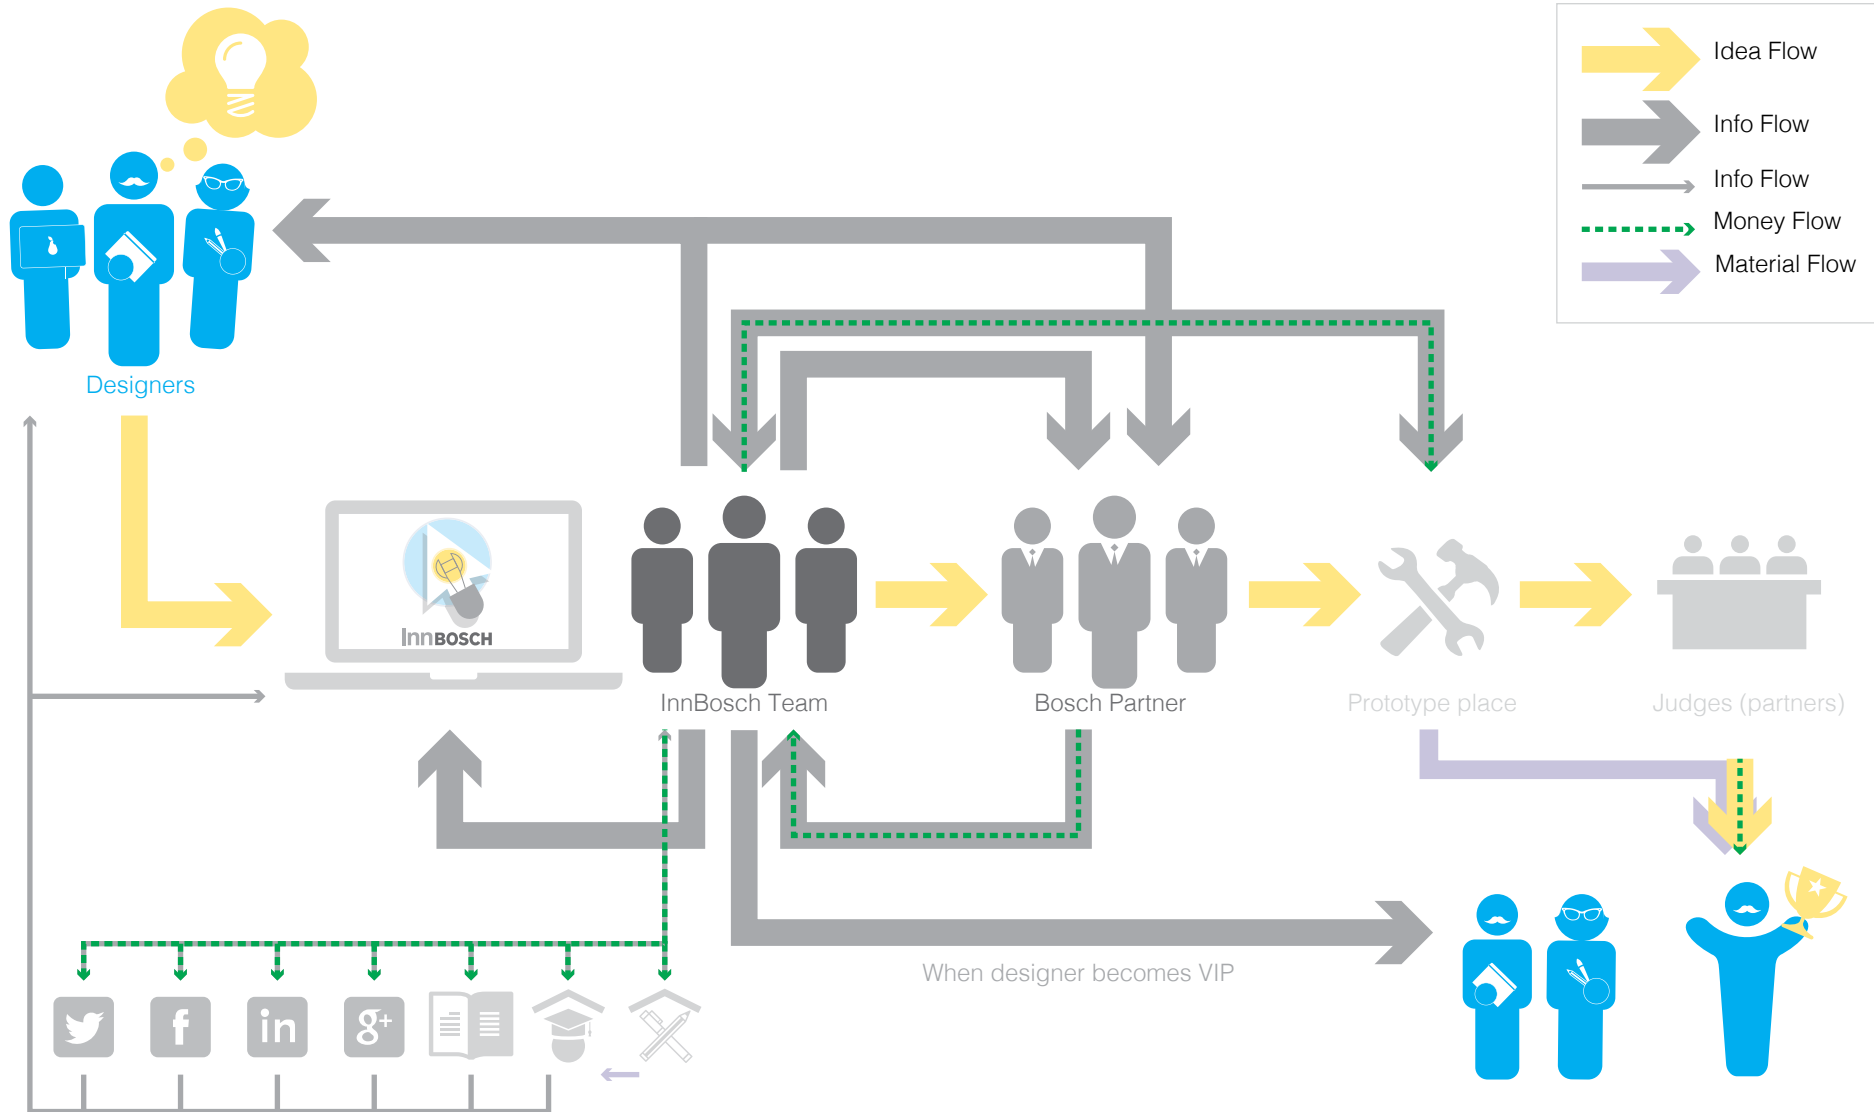 Idea Flow
Info Flow
Info Flow
Money Flow
Material Flow
Designers
InnBOSCH
InnBosch Team
Bosch Partner
Prototype place
Judges (partners)
When designer becomes VIP
f
in
g+